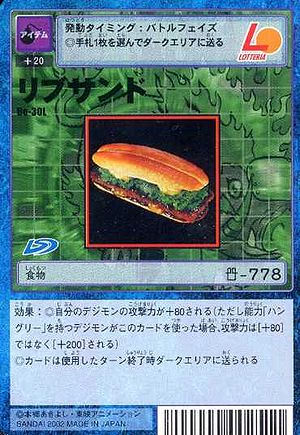 アイテム
+20
発動タイミング：バトルフェイズ
◎手札1枚を選んでダークエリアに送る
LOTTERIA
リブサンド
Bo-30L
食物
-778
効果：◎自分のデジモンの攻撃力が+80される(ただし能力[ハン
グリー]を持つデジモンがこのカードを使った場合、攻撃力は[+80]
ではなく[+200]される)
◎カードは使用したターン終了時ダークエリアに送られる
©本郷あきよし・東映アニメーション
BANDAI 2002 MADE IN JAPAN